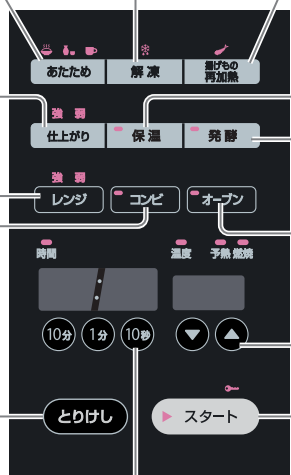 あたため 解凍 揚げもの
再加熱
強 弱
仕上がり 保温 発酵
強 弱
レンジ コンビ オーブン
時間 温度 予熱 燃焼
10分 1分 10秒
とりけし スタート